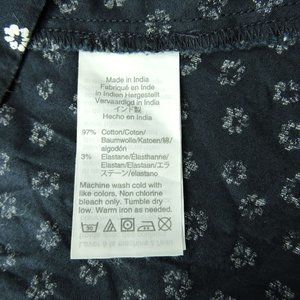 Made in India
Fabriqué en Inde
In Indien Hergestellt
Vervaardigd in India
インド製
Hecho en India
97% Cotton/Coton/
Baumwolle/Katoen/綿/
algodón
3% Elastane/Élasthanne/
Elastan/Elastaan/エラ
ステーン/elastano
Machine wash cold with
like colors. Non chlorine
bleach only. Tumble dry
low. Warm iron as needed.
30